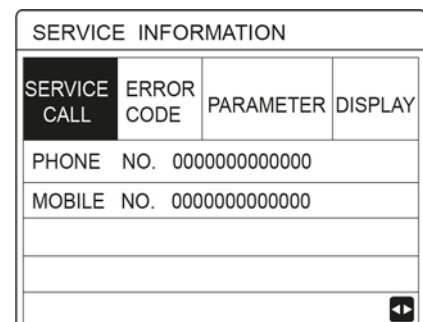 SERVICE INFORMATION
SERVICE CALL ERROR CODE PARAMETER DISPLAY
PHONE NO. 0000000000000
MOBILE NO. 0000000000000